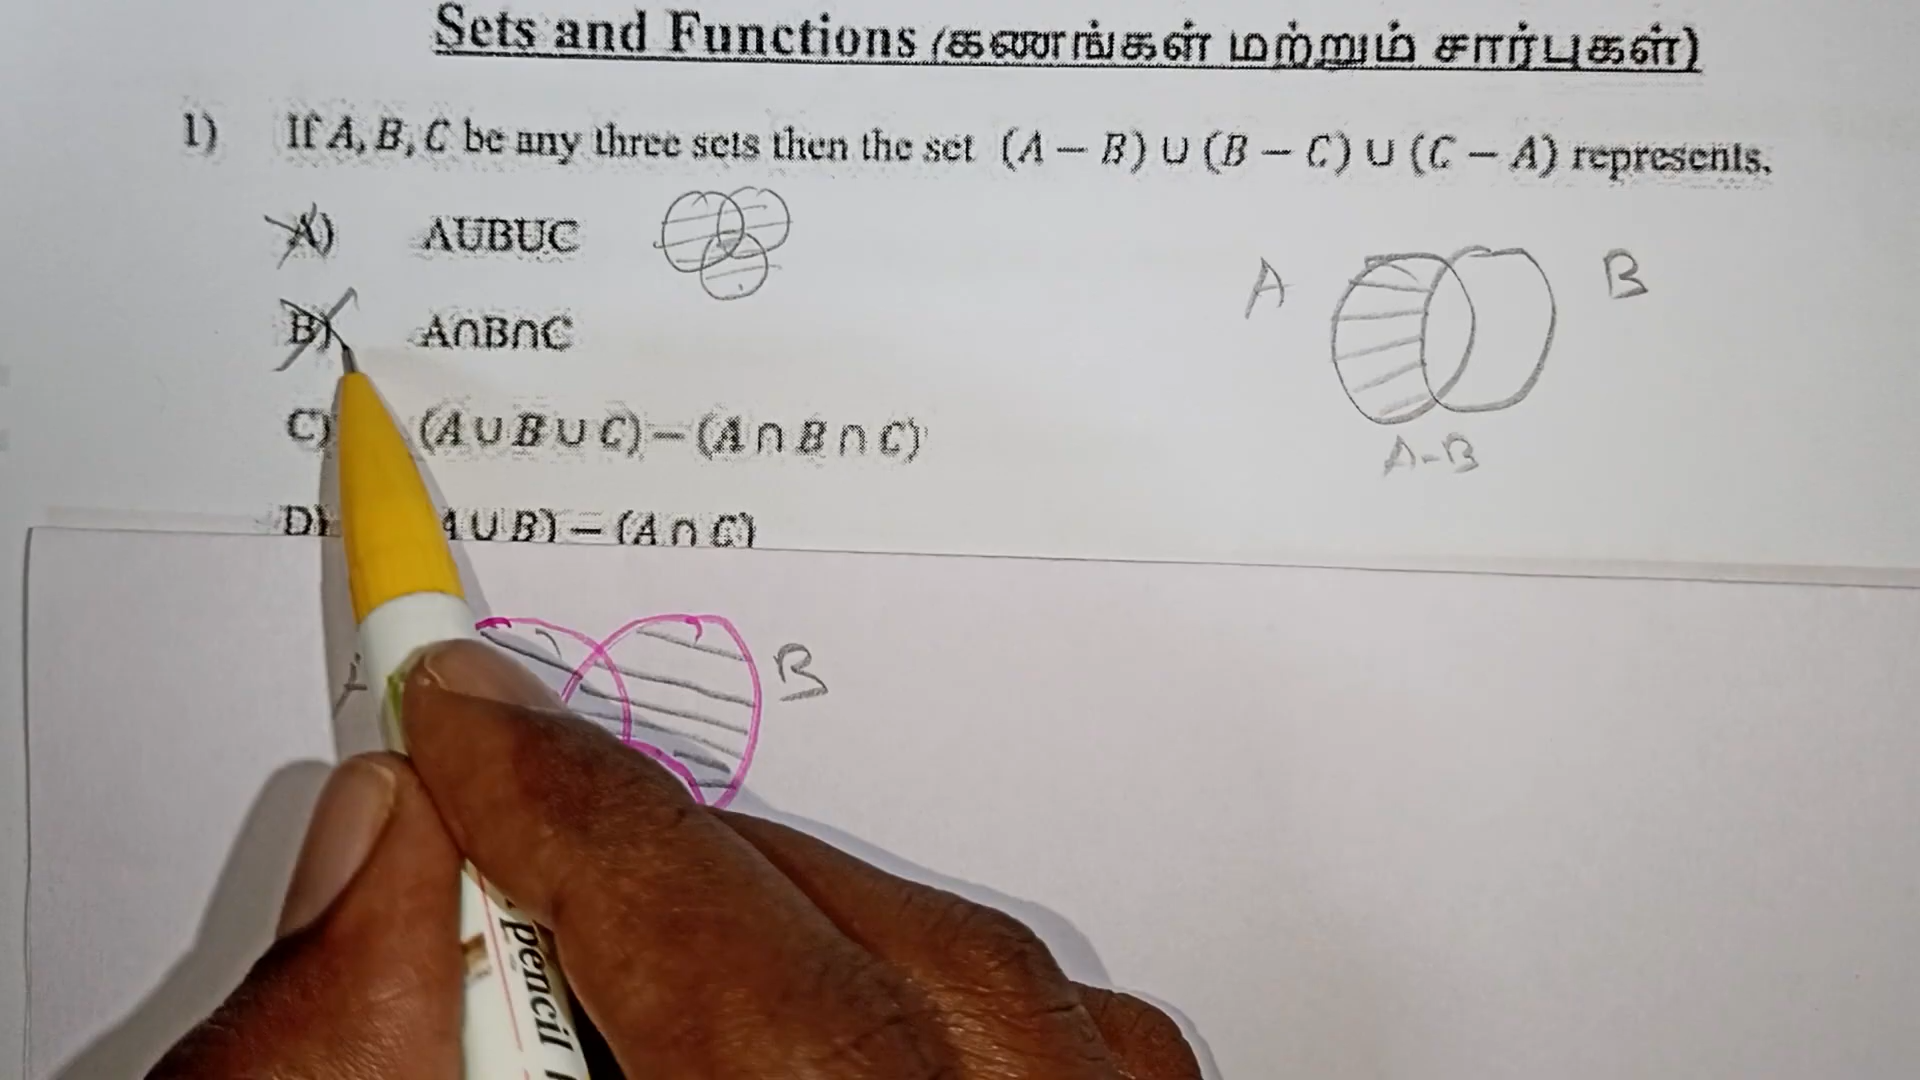 Sets and Functions (கணங்கள் மற்றும் சார்புகள்)
1) If A, B, C be any three sets then the set (A − B) ∪ (B − C) ∪ (C − A) represents.
A) AUBUC
B) A∩B∩C
C) (A ∪ B ∪ C) − (A ∩ B ∩ C)
D) A ∪ B) − (A ∩ C)
A B
A-B
B
pencil